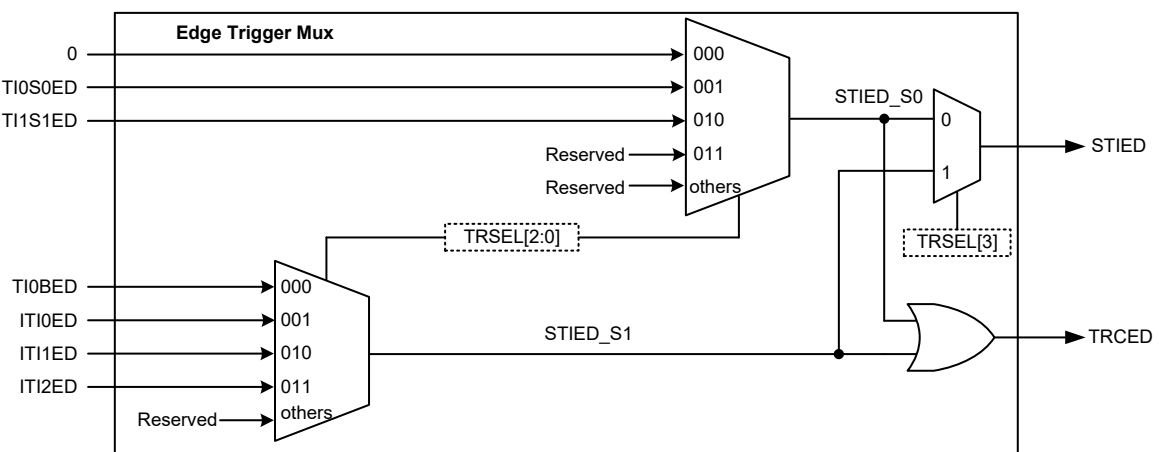 Edge Trigger Mux
0
000
TI0S0ED
001
TI1S1ED
010
Reserved
011
Reserved
others
STIED_S0
0
1
STIED
TRSEL[2:0]
TRSEL[3]
TI0BED
000
ITI0ED
001
ITI1ED
010
ITI2ED
011
Reserved
others
STIED_S1
TRCED